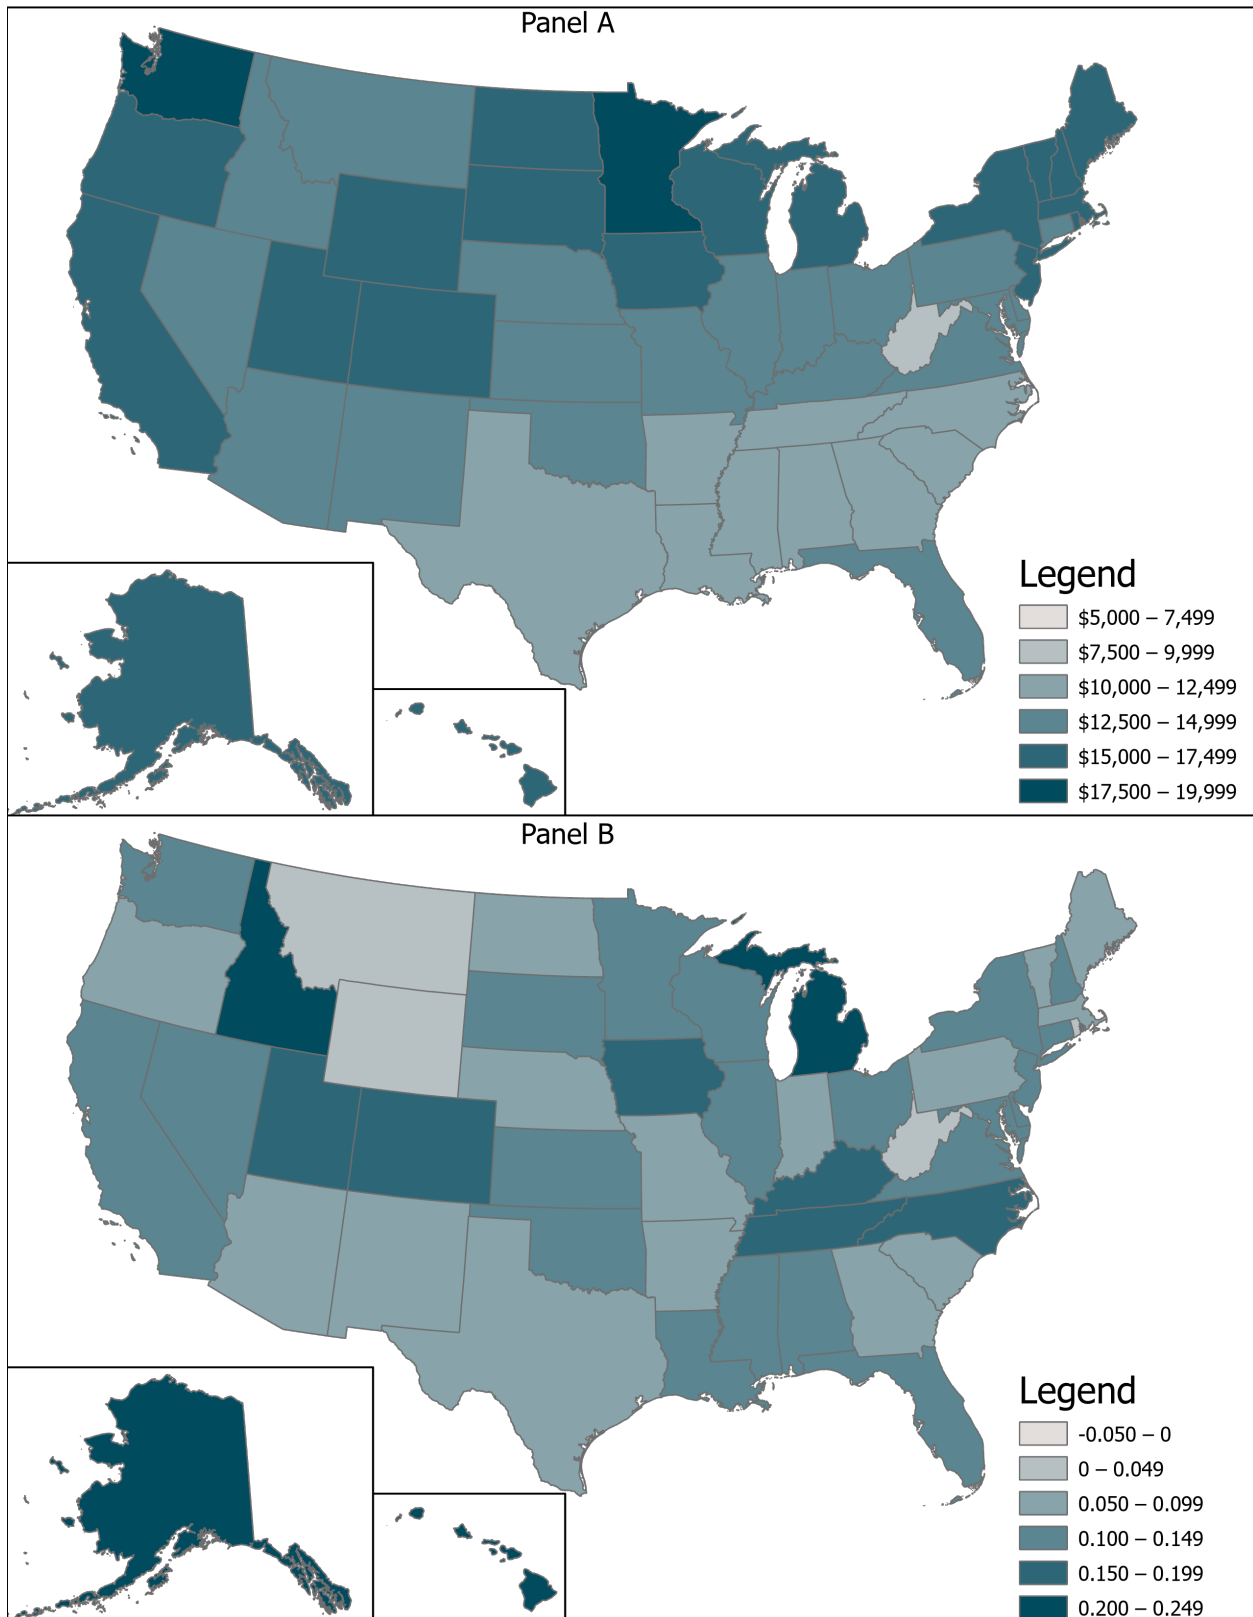 Panel A
Legend
$5,000 – 7,499
$7,500 – 9,999
$10,000 – 12,499
$12,500 – 14,999
$15,000 – 17,499
$17,500 – 19,999
Panel B
Legend
-0.050 – 0
0 – 0.049
0.050 – 0.099
0.100 – 0.149
0.150 – 0.199
0.200 – 0.249